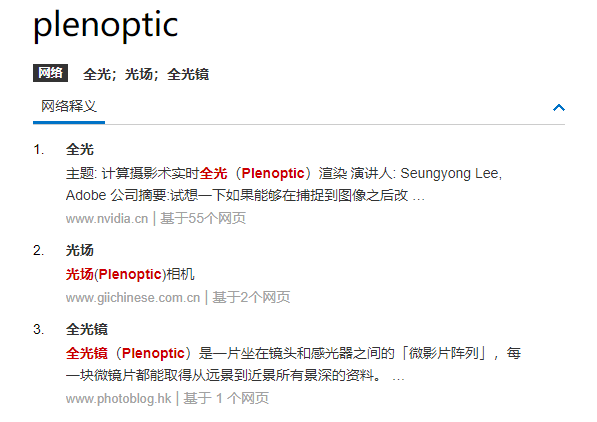 plenoptic
网络 全光；光场；全光镜
网络释义
1. 全光
主题: 计算摄影术实时全光（Plenoptic）渲染 演讲人: Seungyong Lee,
Adobe 公司摘要:试想一下如果能够在捕捉到图像之后改 …
www.nvidia.cn | 基于55个网页
2. 光场
光场(Plenoptic)相机
www.giichinese.com.cn | 基于2个网页
3. 全光镜
全光镜（Plenoptic）是一片坐在镜头和感光器之间的「微影片阵列」，每
一块微镜片都能取得从远景到近景所有景深的资料。 …
www.photoblog.hk | 基于 1 个网页